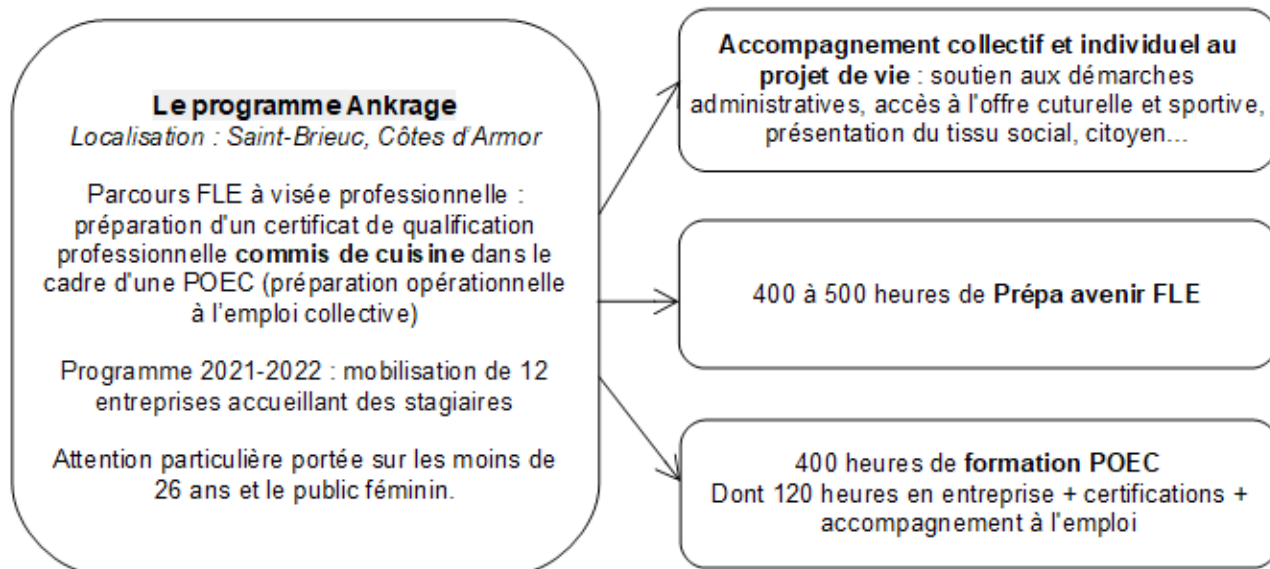 Le programme Ankrage
Localisation : Saint-Brieuc, Côtes d'Armor
Parcours FLE à visée professionnelle :
préparation d'un certificat de qualification
professionnelle commis de cuisine dans le
cadre d'une POEC (préparation opérationnelle
à l'emploi collective)
Programme 2021-2022 : mobilisation de 12
entreprises accueillant des stagiaires
Attention particulière portée sur les moins de
26 ans et le public féminin.
Accompagnement collectif et individuel au
projet de vie : soutien aux démarches
administratives, accès à l'offre cuturelle et sportive,
présentation du tissu social, citoyen...
400 à 500 heures de Prépa avenir FLE
400 heures de formation POEC
Dont 120 heures en entreprise + certifications +
accompagnement à l'emploi